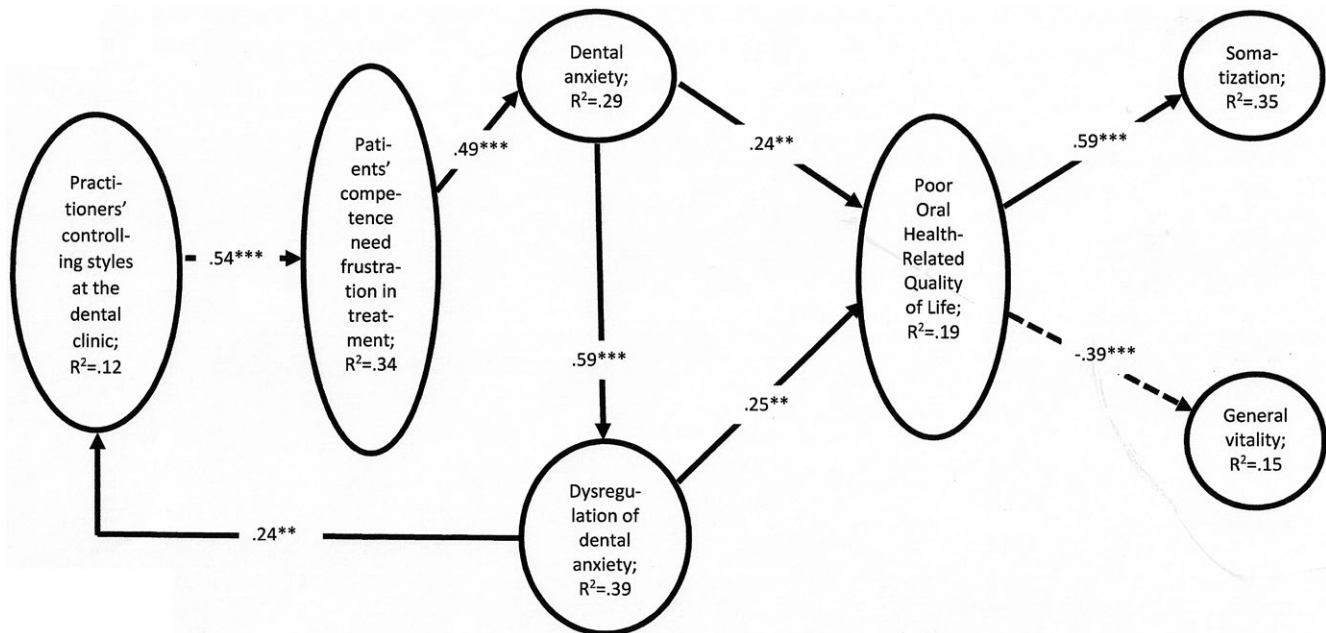 Dental
anxiety;
R²=.29
Soma-
tization;
R²=.35
Practi-
tioners’
controll-
ing styles
at the
dental
clinic;
R²=.12
.54***
Pati-
ents’
compe-
tence
need
frustra-
tion in
treat-
ment;
R²=.34
.49***
.24**
.59***
Poor
Oral
Health-
Related
Quality
of Life;
R²=.19
.59***
.25**
-.39***
General
vitality;
R²=.15
.24**
Dysregu-
lation of
dental
anxiety;
R²=.39